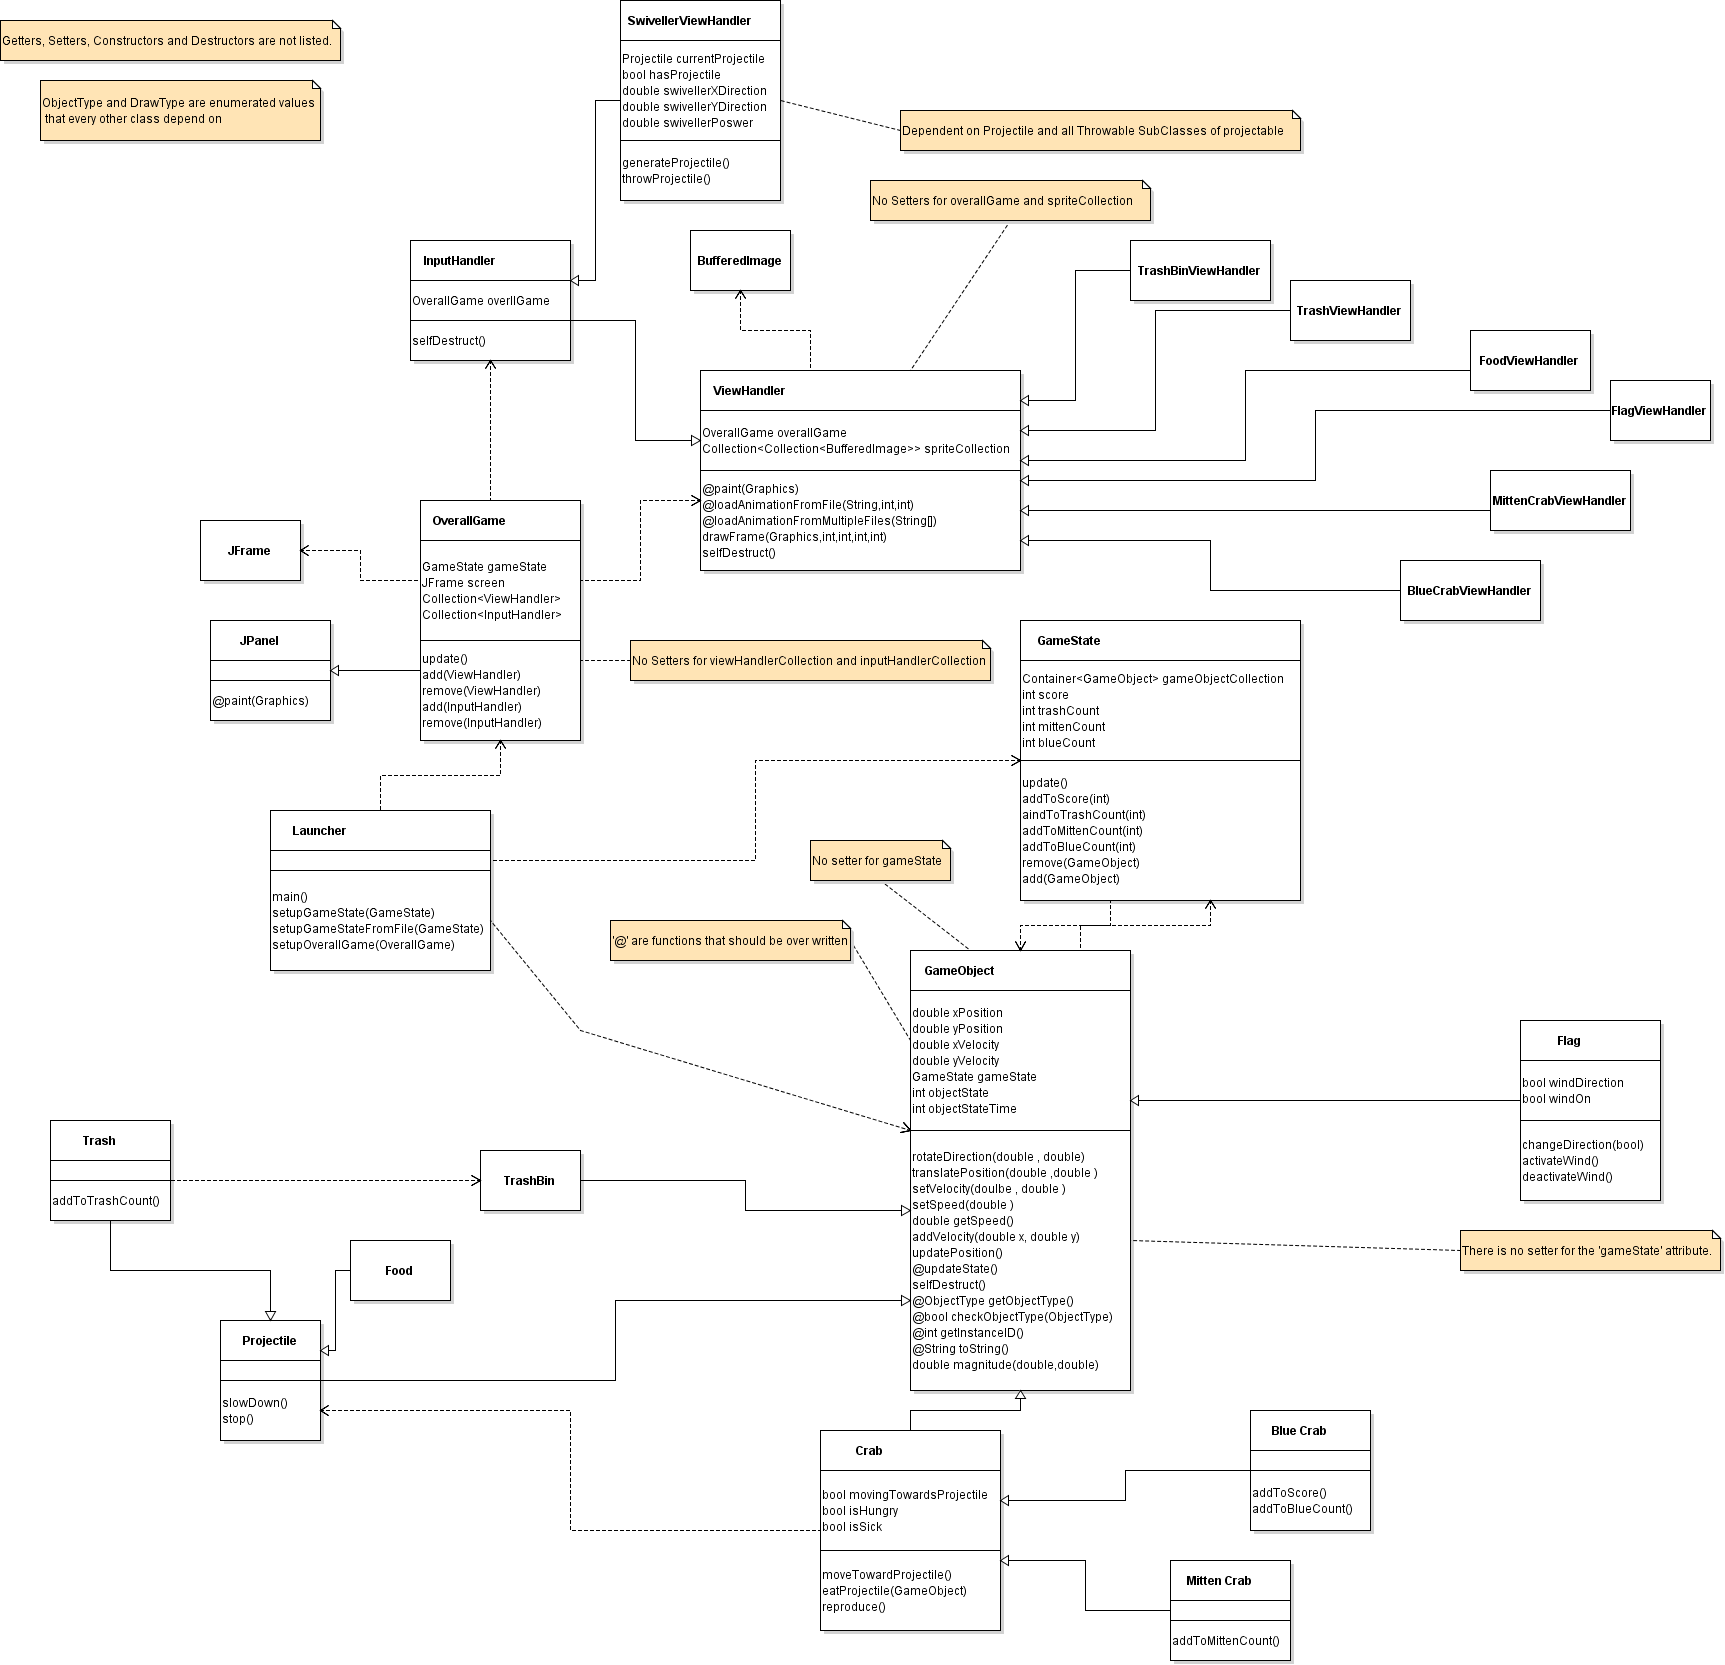 Getters, Setters, Constructors and Destructors are not listed.
ObjectType and DrawType are enumerated values
that every other class depend on
SwivellerViewHandler
Projectile currentProjectile
bool hasProjectile
double swivellerXDirection
double swivellerYDirection
double swivellerPoswer
generateProjectile()
throwProjectile()
Dependent on Projectile and all Throwable SubClasses of projectable
No Setters for overallGame and spriteCollection
InputHandler
OverallGame overllGame
selfDestruct()
BufferedImage
TrashBinViewHandler
TrashViewHandler
FoodViewHandler
FlagViewHandler
MittenCrabViewHandler
BlueCrabViewHandler
ViewHandler
OverallGame overallGame
Collection<Collection<BufferedImage>> spriteCollection
@paint(Graphics)
@loadAnimationFromFile(String,int,int)
@loadAnimationFromMultipleFiles(String[])
drawFrame(Graphics,int,int,int,int)
selfDestruct()
JFrame
JPanel
@paint(Graphics)
OverallGame
GameState gameState
JFrame screen
Collection<ViewHandler>
Collection<InputHandler>
update()
add(ViewHandler)
remove(ViewHandler)
add(InputHandler)
remove(InputHandler)
No Setters for viewHandlerCollection and inputHandlerCollection
GameState
Container<GameObject> gameObjectCollection
int score
int trashCount
int mittenCount
int blueCount
update()
addToScore(int)
aindToTrashCount(int)
addToMittenCount(int)
addToBlueCount(int)
remove(GameObject)
add(GameObject)
Launcher
main()
setupGameState(GameState)
setupGameStateFromFile(GameState)
setupOverallGame(OverallGame)
No setter for gameState
'@' are functions that should be over written
GameObject
double xPosition
double yPosition
double xVelocity
double yVelocity
GameState gameState
int objectState
int objectStateTime
rotateDirection(double , double)
translatePosition(double ,double )
setVelocity(doulbe , double )
setSpeed(double )
double getSpeed()
addVelocity(double x, double y)
updatePosition()
@updateState()
selfDestruct()
@ObjectType getObjectType()
@bool checkObjectType(ObjectType)
@int getInstanceID()
@String toString()
double magnitude(double,double)
Flag
bool windDirection
bool windOn
changeDirection(bool)
activateWind()
deactivateWind()
There is no setter for the 'gameState' attribute.
Trash
addToTrashCount()
TrashBin
Food
Projectile
slowDown()
stop()
Crab
bool movingTowardsProjectile
bool isHungry
bool isSick
moveTowardProjectile()
eatProjectile(GameObject)
reproduce()
Blue Crab
addToScore()
addToBlueCount()
Mitten Crab
addToMittenCount()